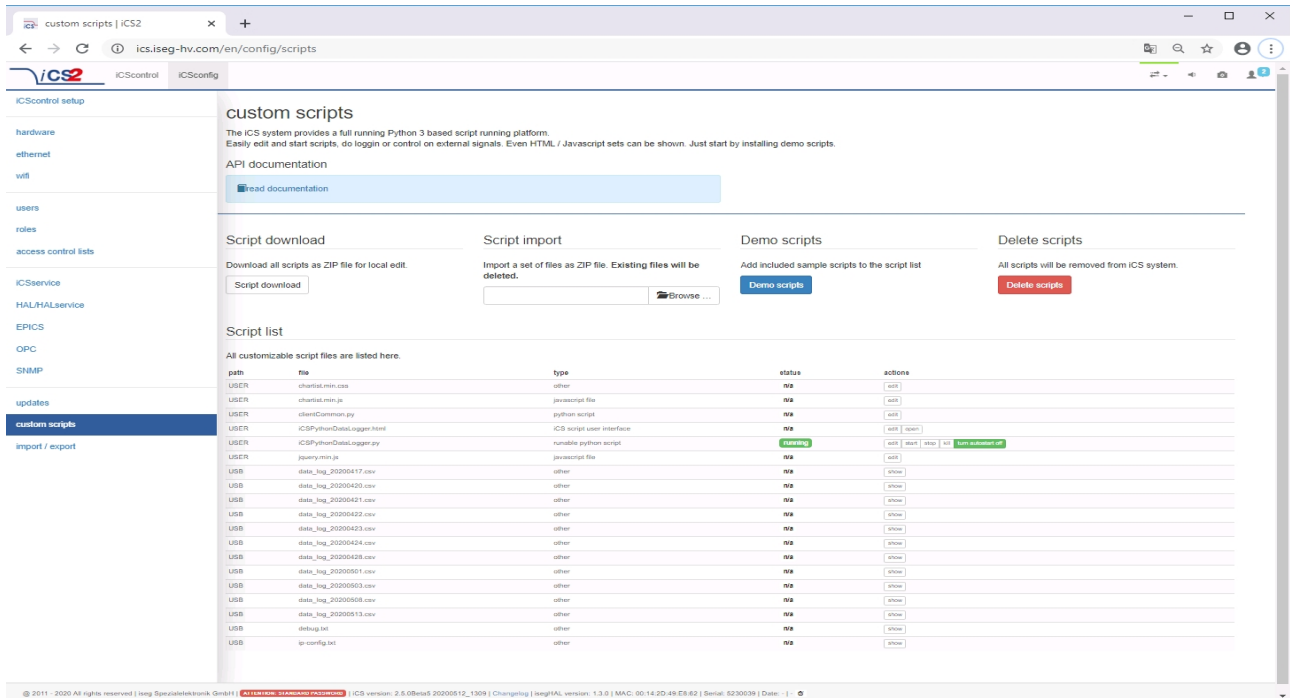 custom scripts | iCS2
ics.iseg-hv.com/en/config/scripts
iCS2 iCScontrol iCSconfig 2
iCScontrol setup
hardware
ethernet
wifi
users
roles
access control lists
iCSservice
HAL/HALservice
EPICS
OPC
SNMP
updates
custom scripts
import / export
custom scripts
The iCS system provides a full running Python 3 based script running platform.
Easily edit and start scripts, do loggin or control on external signals. Even HTML / Javascript sets can be shown. Just start by installing demo scripts.
API documentation
read documentation
Script download
Download all scripts as ZIP file for local edit.
Script download
Script import
Import a set of files as ZIP file. Existing files will be
deleted.
Browse ...
Demo scripts
Add included sample scripts to the script list
Demo scripts
Delete scripts
All scripts will be removed from iCS system.
Delete scripts
Script list
All customizable script files are listed here.
path file type status actions
USER chartist.min.css other n/a edit
USER chartist.min.js javascript file n/a edit
USER clientCommon.py python script n/a edit
USER iCSPythonDataLogger.html iCS script user interface n/a edit open
USER iCSPythonDataLogger.py runable python script running edit start stop kill turn autostart off
USER jquery.min.js javascript file n/a edit
USB data_log_20200417.csv other n/a show
USB data_log_20200420.csv other n/a show
USB data_log_20200421.csv other n/a show
USB data_log_20200422.csv other n/a show
USB data_log_20200423.csv other n/a show
USB data_log_20200424.csv other n/a show
USB data_log_20200428.csv other n/a show
USB data_log_20200501.csv other n/a show
USB data_log_20200503.csv other n/a show
USB data_log_20200508.csv other n/a show
USB data_log_20200513.csv other n/a show
USB debug.txt other n/a show
USB ip-config.txt other n/a show
@ 2011 - 2020 All rights reserved | iseg Spezialelektronik GmbH | ATTENTION: STANDARD PASSWORD | iCS version: 2.5.0Beta5 20200512_1309 | Changelog | isegHAL version: 1.3.0 | MAC: 00:14:2D:49:E8:62 | Serial: 5230039 | Date: - | -